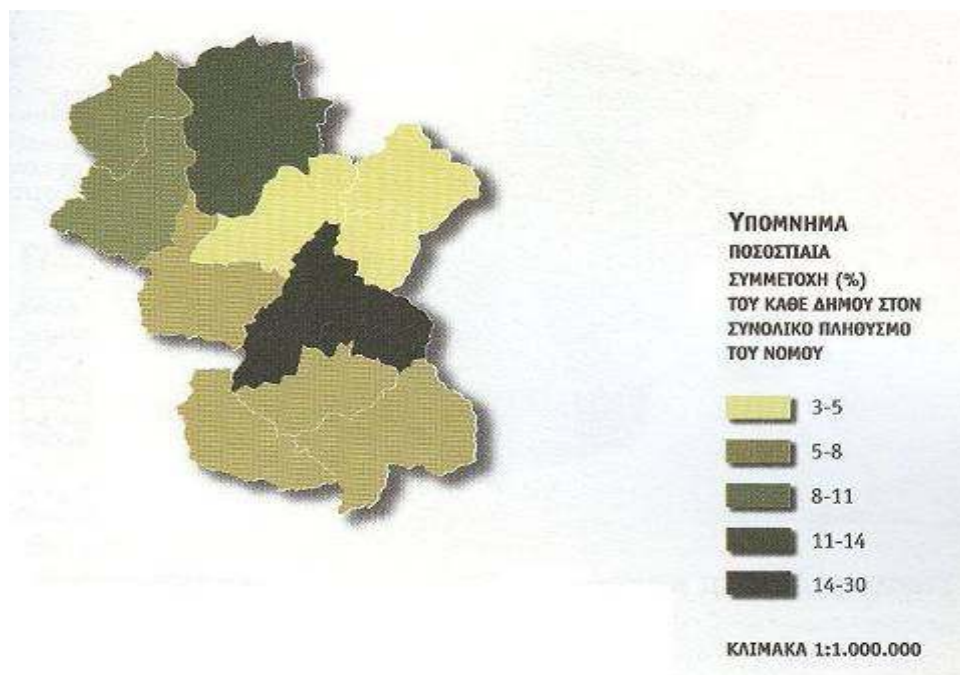 ΥΠΟΜΝΗΜΑ
ΠΟΣΟΣΤΙΑΙΑ
ΣΥΜΜΕΤΟΧΗ (%)
ΤΟΥ ΚΑΘΕ ΔΗΜΟΥ ΣΤΟΝ
ΣΥΝΟΛΙΚΟ ΠΛΗΘΥΣΜΟ
ΤΟΥ ΝΟΜΟΥ
3-5
5-8
8-11
11-14
14-30
ΚΛΙΜΑΚΑ 1:1.000.000